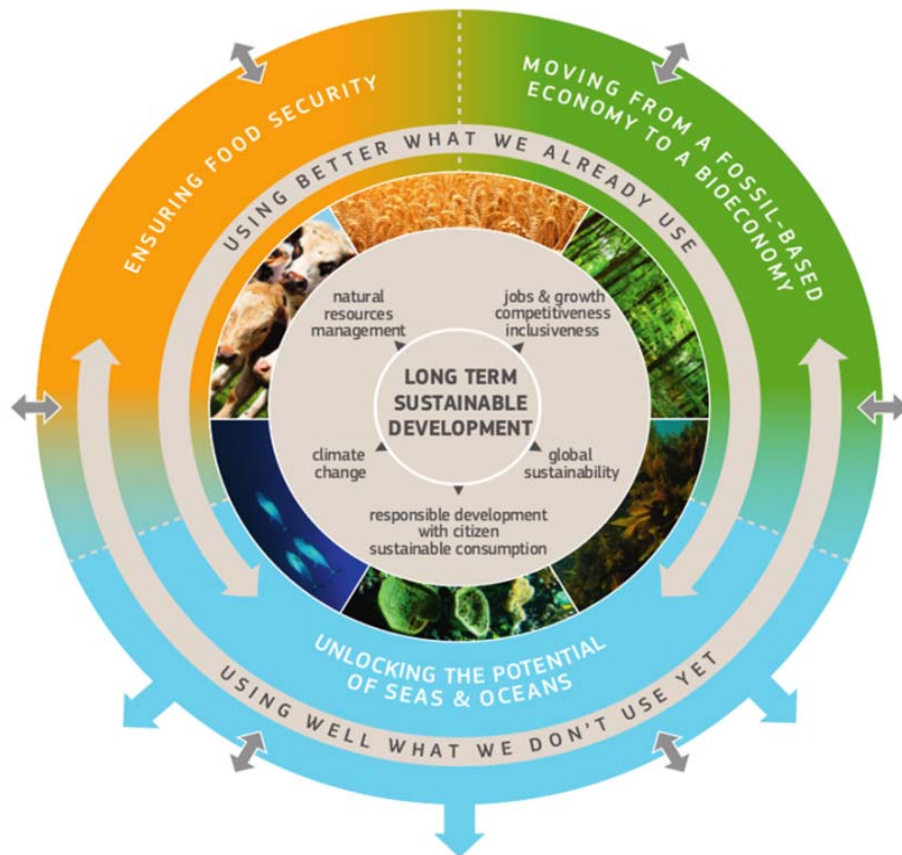 ENSURING FOOD SECURITY
MOVING FROM A FOSSIL-BASED
ECONOMY TO A BIOECONOMY
USING BETTER WHAT WE ALREADY USE
natural
resources
management
jobs & growth
competitiveness
inclusiveness
LONG TERM
SUSTAINABLE
DEVELOPMENT
climate
change
global
sustainability
responsible development
with citizen
sustainable consumption
UNLOCKING THE POTENTIAL
OF SEAS & OCEANS
USING WELL WHAT WE DON'T USE YET